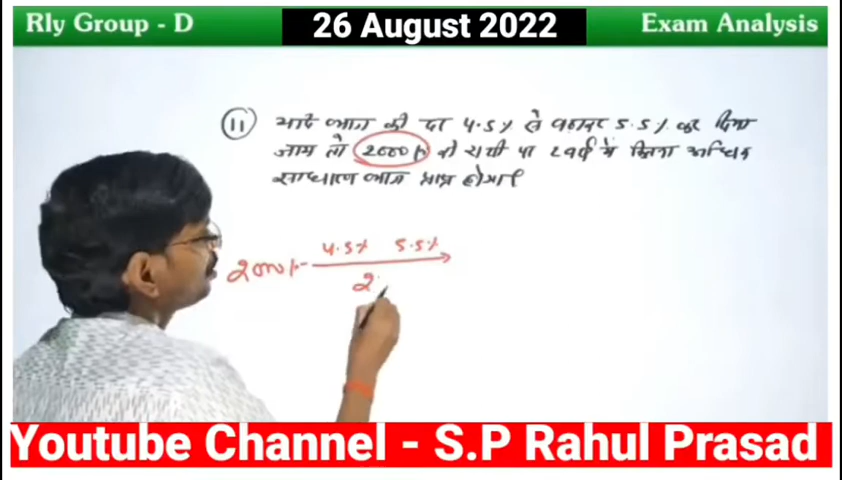 Rly Group - D
26 August 2022
Exam Analysis
11 यदि ब्याज की दर 4.5% से बढ़ाकर 5.5% कर दिया
जाय तो 2000/- की राशी पर 2 वर्ष में कितना अधिक
साधारण ब्याज प्राप्त होगा।
4.5% 5.5%
2000/-
2
Youtube Channel - S.P Rahul Prasad